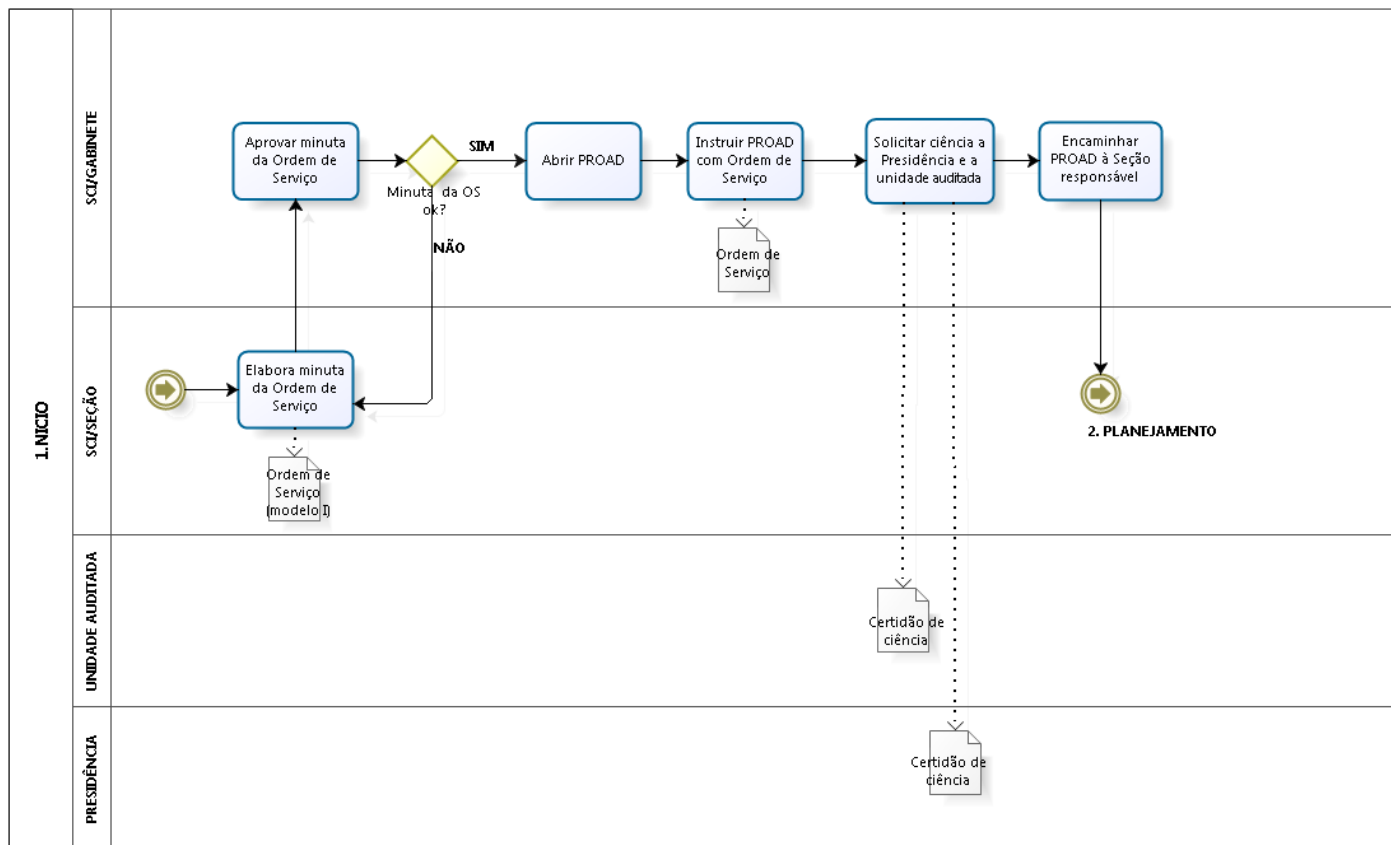 1.NICIO
SCI/GABINETE
Aprovar minuta
da Ordem de
Serviço
Minuta da OS
ok?
SIM
NÃO
Abrir PROAD
Instruir PROAD
com Ordem de
Serviço
Ordem de
Serviço
Solicitar ciência a
Presidência e a
unidade auditada
Encaminhar
PROAD à Seção
responsável
SCI/SEÇÃO
Elabora minuta
da Ordem de
Serviço
Ordem de
Serviço
(modelo I)
2. PLANEJAMENTO
UNIDADE AUDITADA
Certidão de
ciência
PRESIDÊNCIA
Certidão de
ciência